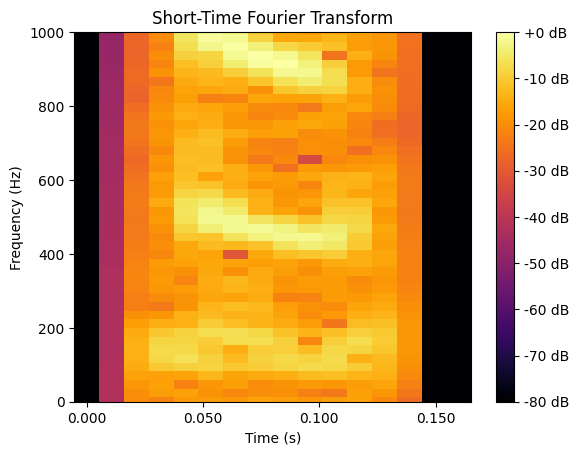 Short-Time Fourier Transform
Frequency (Hz)
1000
800
600
400
200
0
0.000
0.050
0.100
0.150
Time (s)
+0 dB
-10 dB
-20 dB
-30 dB
-40 dB
-50 dB
-60 dB
-70 dB
-80 dB